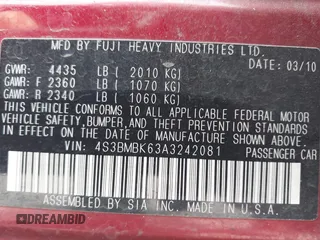 MFD BY FUJI HEAVY INDUSTRIES LTD.
GVWR: 4435 LB ( 2010 KG) DATE: 03/10
GAWR: F 2360 LB ( 1070 KG)
GAWR: R 2340 LB ( 1060 KG)
THIS VEHICLE CONFORMS TO ALL APPLICABLE FEDERAL MOTOR
VEHICLE SAFETY, BUMPER, AND THEFT PREVENTION STANDARDS
IN EFFECT ON THE DATE OF MANUFACTURE SHOWN ABOVE.
VIN: 4S3BMBK63A3242081 PASSENGER CAR
ASSEMBLED BY SIA MADE IN U.S.A.
DREAMBID